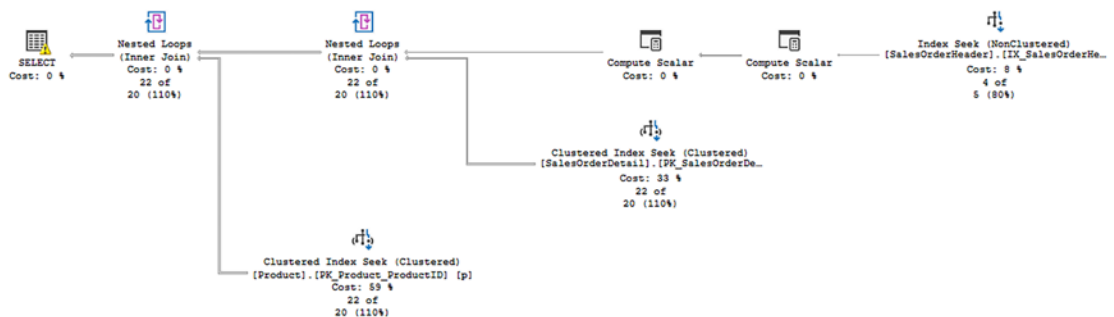 SELECT
Cost: 0 %
Nested Loops
(Inner Join)
Cost: 0 %
22 of
20 (110%)
Nested Loops
(Inner Join)
Cost: 0 %
22 of
20 (110%)
Compute Scalar
Cost: 0 %
Compute Scalar
Cost: 0 %
Index Seek (NonClustered)
[SalesOrderHeader].[IX_SalesOrderHe…
Cost: 8 %
4 of
5 (80%)
Clustered Index Seek (Clustered)
[SalesOrderDetail].[PK_SalesOrderDe…
Cost: 33 %
22 of
20 (110%)
Clustered Index Seek (Clustered)
[Product].[PK_Product_ProductID] [p]
Cost: 59 %
22 of
20 (110%)